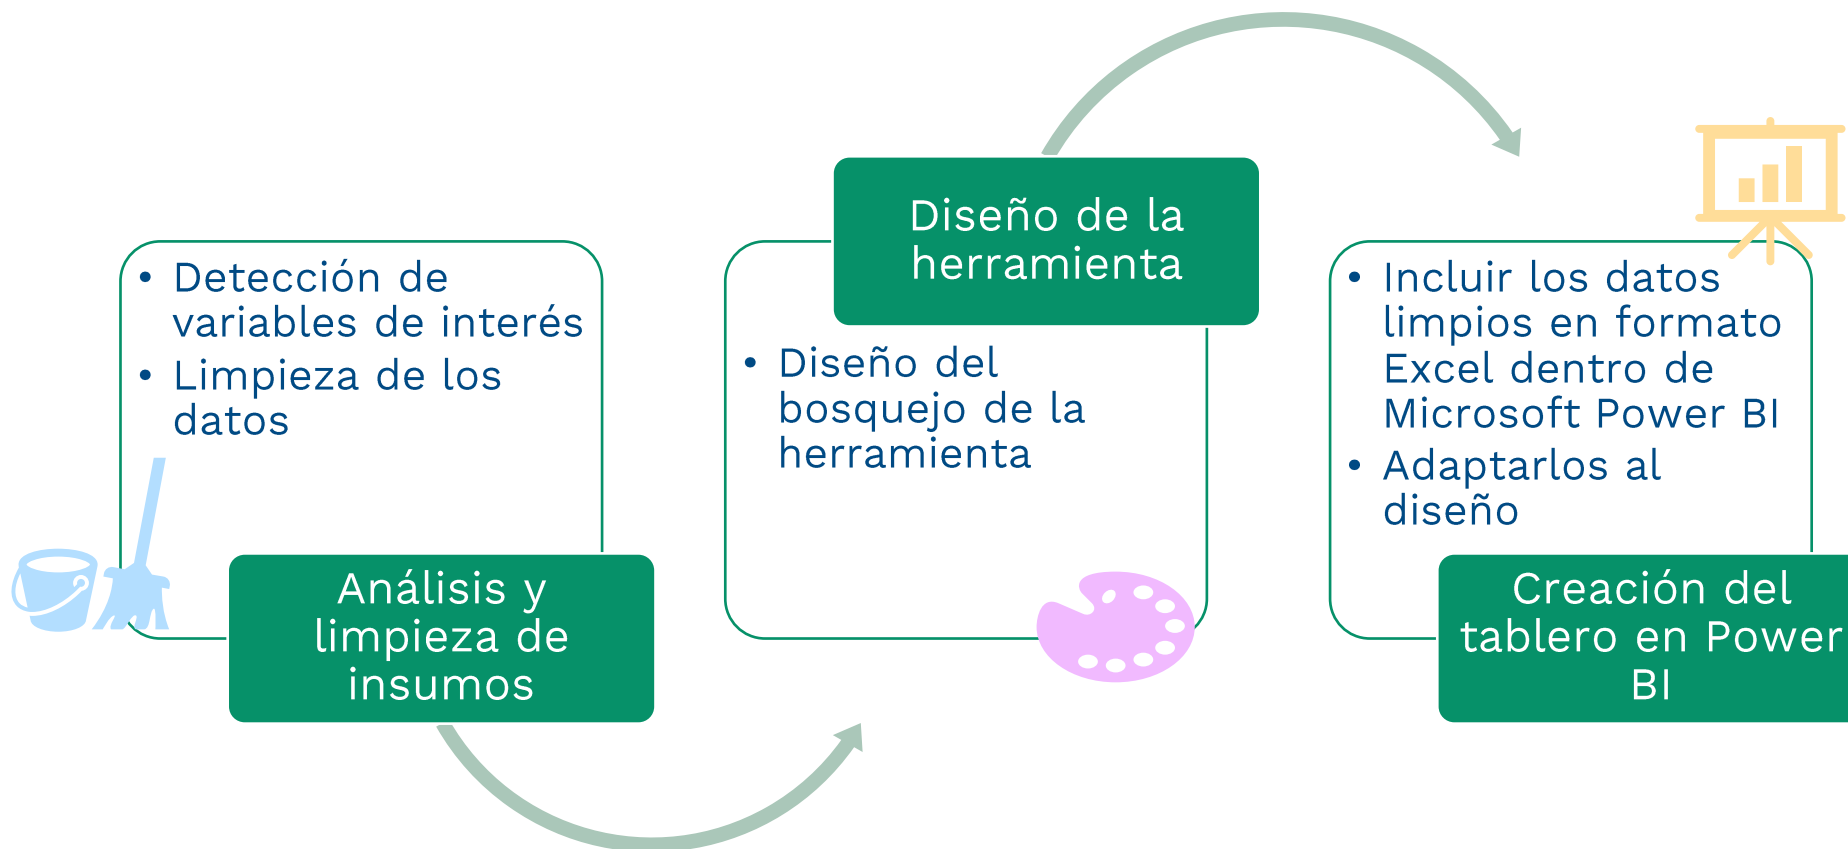 • Detección de
variables de interés
• Limpieza de los
datos
Análisis y
limpieza de
insumos
Diseño de la
herramienta
• Diseño del
bosquejo de la
herramienta
• Incluir los datos
limpios en formato
Excel dentro de
Microsoft Power BI
• Adaptarlos al
diseño
Creación del
tablero en Power
BI